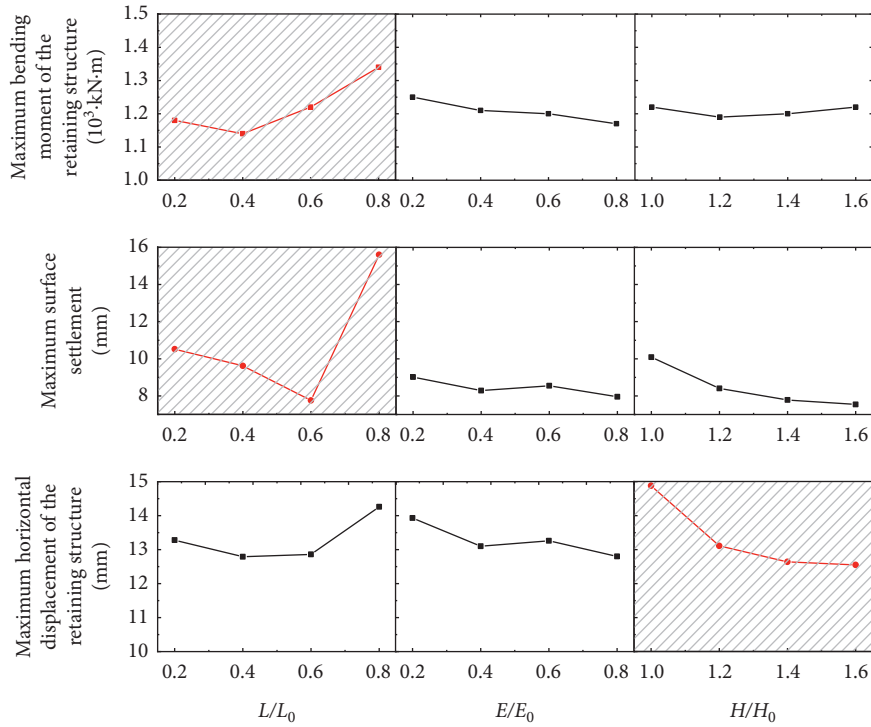 Maximum bending
moment of the
retaining structure
(10³·kN·m)
1.5
1.4
1.3
1.2
1.1
1.0
0.2 0.4 0.6 0.8 0.2 0.4 0.6 0.8 1.0 1.2 1.4 1.6
Maximum surface
settlement
(mm)
16
14
12
10
8
0.2 0.4 0.6 0.8 0.2 0.4 0.6 0.8 1.0 1.2 1.4 1.6
Maximum horizontal
displacement of the
retaining structure
(mm)
15
14
13
12
11
10
0.2 0.4 0.6 0.8 0.2 0.4 0.6 0.8 1.0 1.2 1.4 1.6
L/L₀ E/E₀ H/H₀